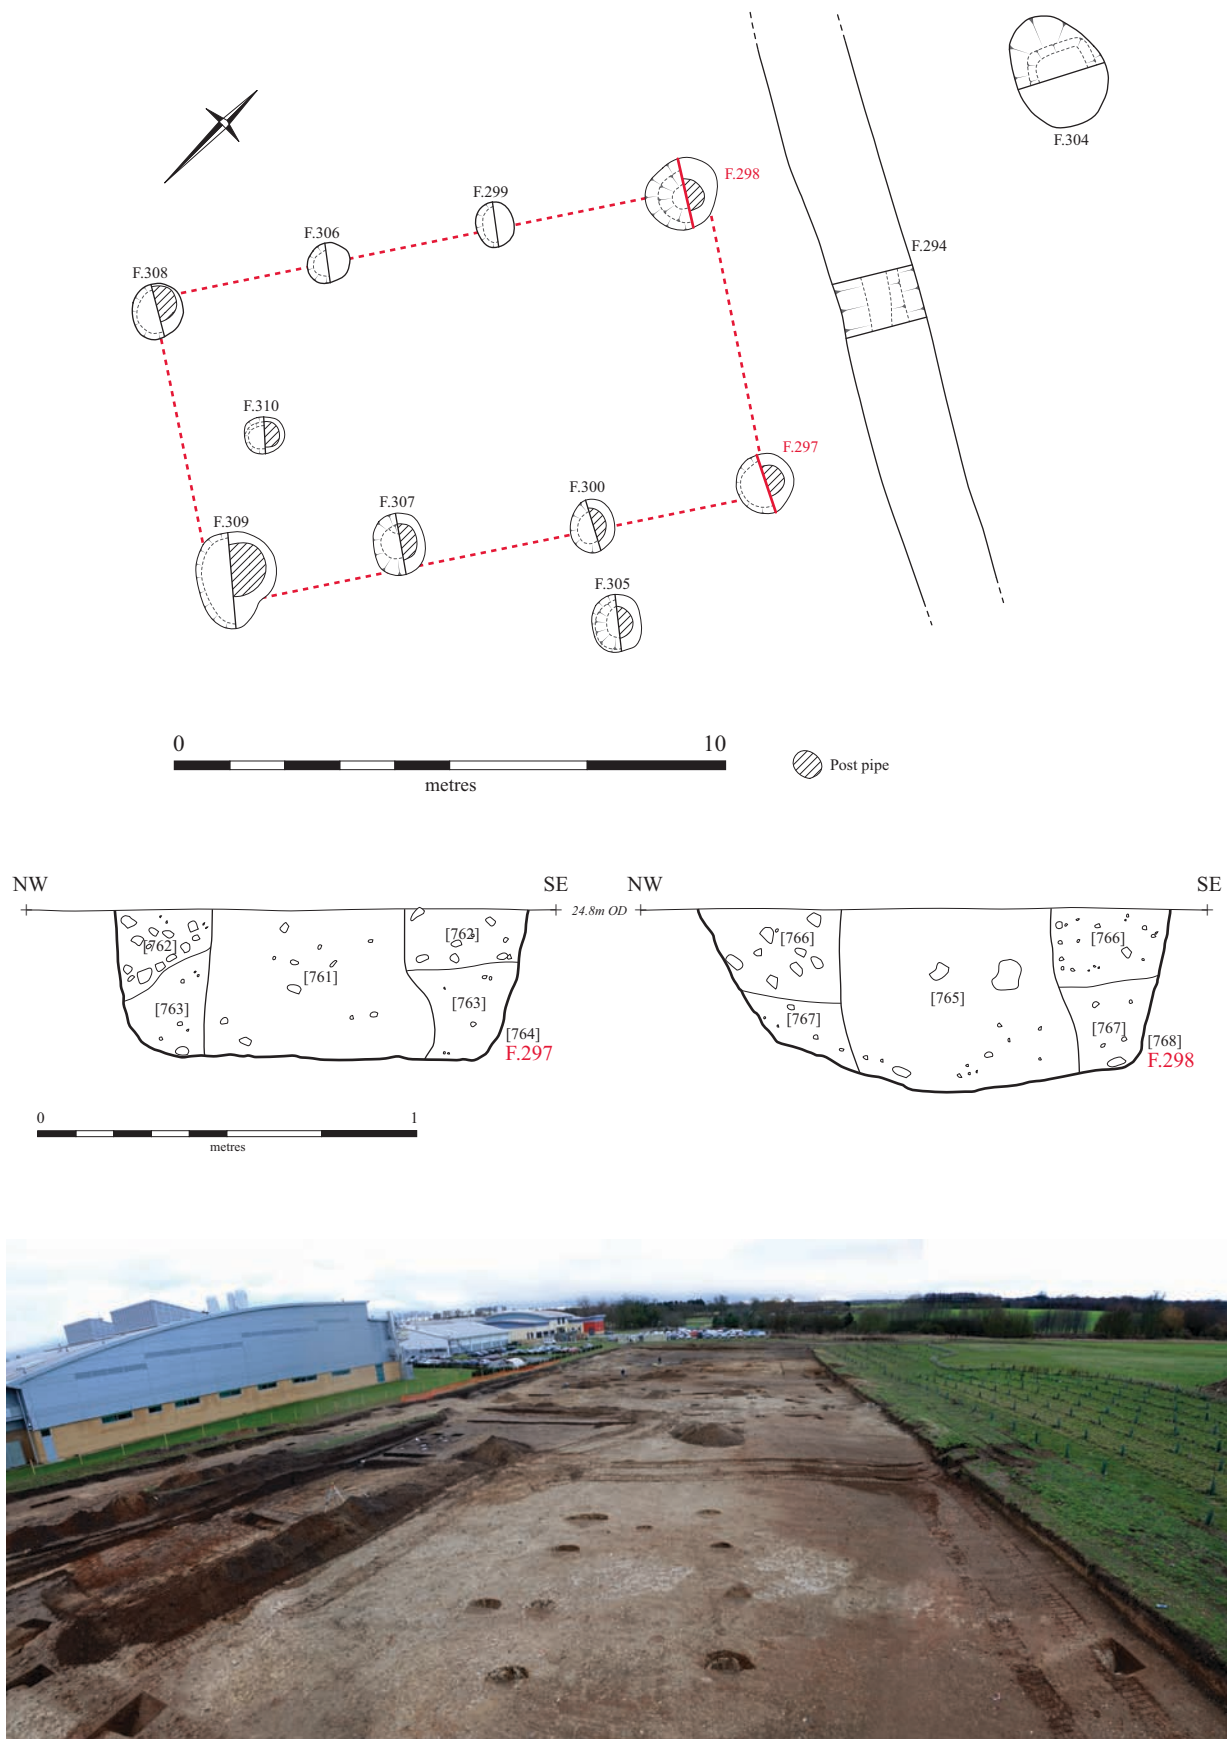 F.304
F.298
F.299
F.306
F.294
F.308
F.310
F.297
F.300
F.307
F.309
F.305
0 10
metres
Post pipe
NW SE 24.8m OD NW SE
[762] [762] [766] [766]
[761] [765]
[763] [763] [767] [767]
[764] [768]
F.297 F.298
0 1
metres